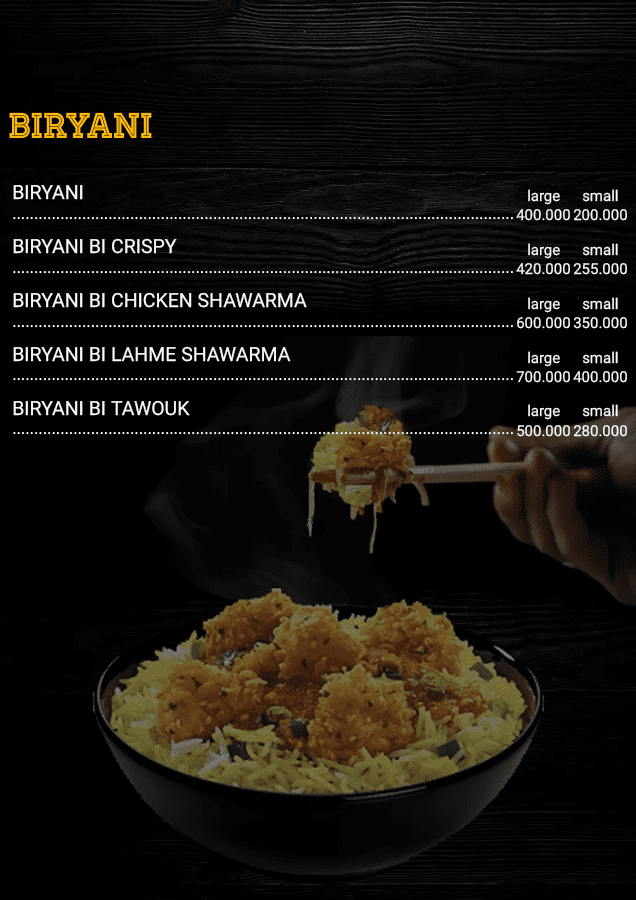 BIRYANI
BIRYANI
large small
400.000 200.000
BIRYANI BI CRISPY
large small
420.000 255.000
BIRYANI BI CHICKEN SHAWARMA
large small
600.000 350.000
BIRYANI BI LAHME SHAWARMA
large small
700.000 400.000
BIRYANI BI TAWOUK
large small
500.000 280.000